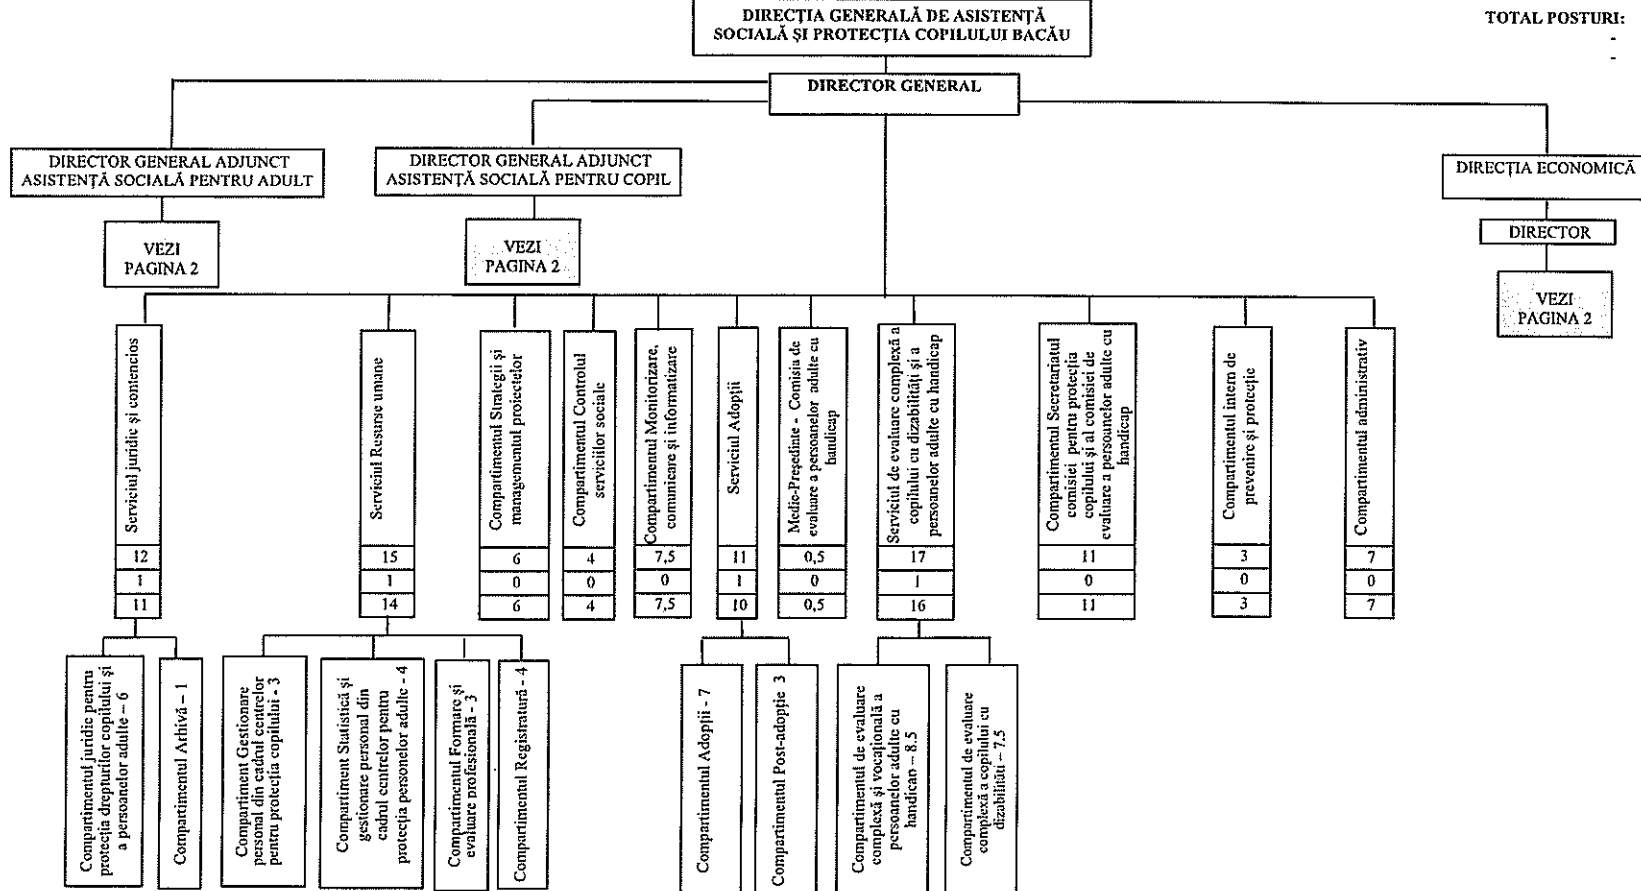 DIRECȚIA GENERALĂ DE ASISTENȚĂ
SOCIALĂ ȘI PROTECȚIA COPILULUI BACĂU
TOTAL POSTURI:
-
-
DIRECTOR GENERAL
DIRECTOR GENERAL ADJUNCT
ASISTENȚĂ SOCIALĂ PENTRU ADULT
DIRECTOR GENERAL ADJUNCT
ASISTENȚĂ SOCIALĂ PENTRU COPIL
DIRECȚIA ECONOMICĂ
DIRECTOR
VEZI
PAGINA 2
VEZI
PAGINA 2
VEZI
PAGINA 2
Serviciul juridic și contencios
12
1
11
Serviciul Resurse umane
15
1
14
Compartimentul Strategii și
managementul proiectelor
6
0
6
Compartimentul Controlul
serviciilor sociale
4
0
4
Compartimentul Monitorizare,
comunicare și informatizare
7,5
0
7,5
Serviciul Adopții
11
1
10
Medic-Președinte - Comisia de
evaluare a persoanelor adulte cu
handicap
0,5
0
0,5
Serviciul de evaluare complexă a
copilului cu dizabilități și a
persoanelor adulte cu handicap
17
1
16
Compartimentul Secretariatul
comisiei pentru protecția
copilului și al comisiei de
evaluare a persoanelor adulte cu
handicap
11
0
11
Compartimentul intern de
prevenire și protecție
3
0
3
Compartimentul administrativ
7
0
7
Compartimentul juridic pentru
protecția drepturilor copilului și
a persoanelor adulte – 6
Compartimentul Arhivă – 1
Compartiment Gestionare
personal din cadrul centrelor
pentru protecția copilului - 3
Compartiment Statistică și
gestionare personal din
cadrul centrelor pentru
protecția personelor adulte - 4
Compartimentul Formare și
evaluare profesională - 3
Compartimentul Registratură - 4
Compartimentul Adopții - 7
Compartimentul Post-adopție 3
Compartimentul de evaluare
complexă și vocațională a
persoanelor adulte cu
handicap – 8.5
Compartimentul de evaluare
complexă a copilului cu
dizabilități – 7.5